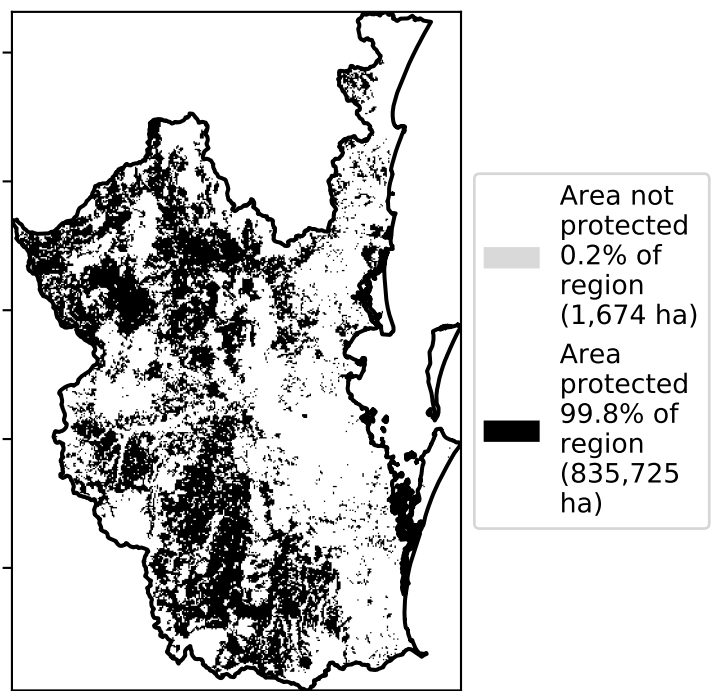 Area not
protected
0.2% of
region
(1,674 ha)
Area
protected
99.8% of
region
(835,725
ha)